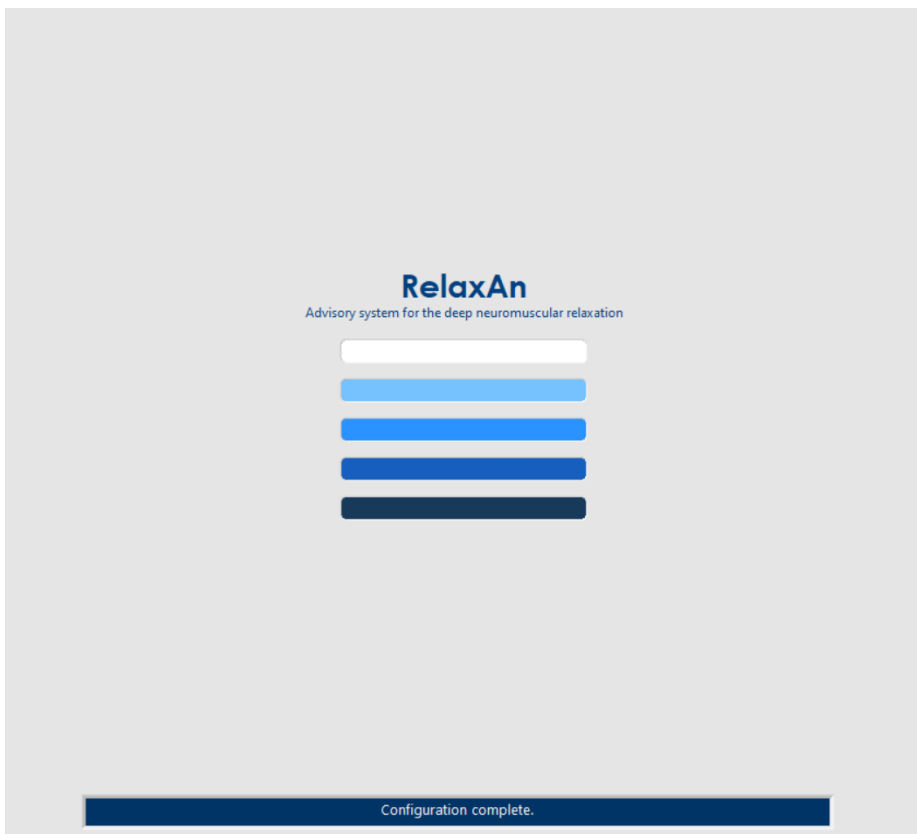 RelaxAn
Advisory system for the deep neuromuscular relaxation
Configuration complete.